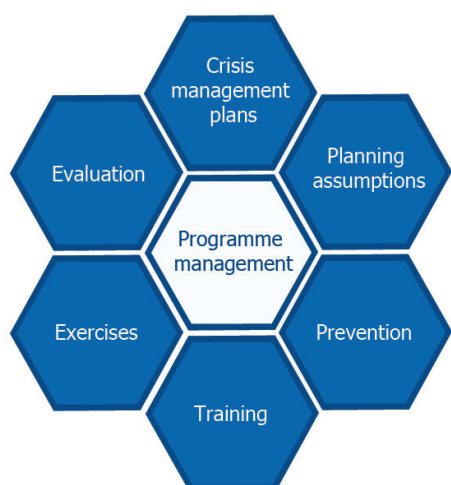 Crisis
management
plans
Planning
assumptions
Prevention
Training
Exercises
Evaluation
Programme
management